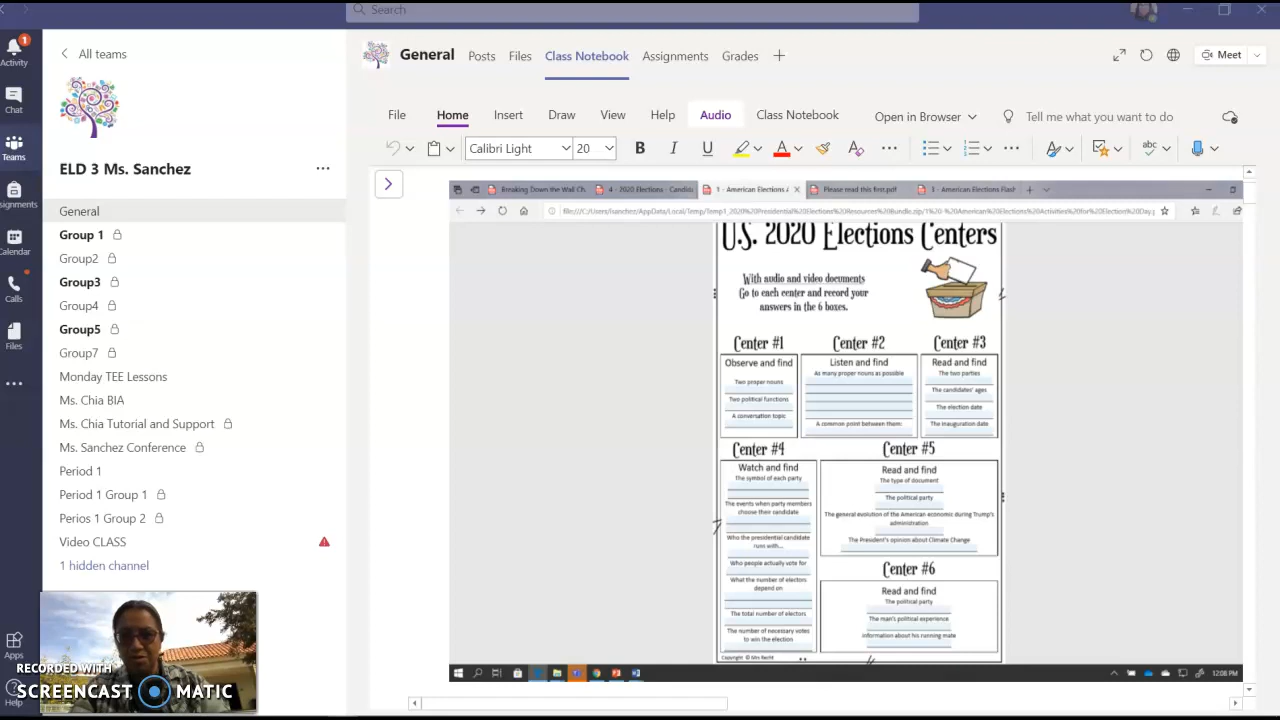 Search
1
Activity
Chat
Teams
Assignments
Calendar
Calls
Files
Apps
Help
All teams
ELD 3 Ms. Sanchez
General
Group 1
Group2
Group3
Group4
Group5
Group7
Monday TEE Lessons
Ms. Chia BIA
Ms. Chia Tutorial and Support
Ms. Sanchez Conference
Period 1
Period 1 Group 1
Period 1 Group 2
Video CLASS
1 hidden channel
RECORDED WITH
SCREENCAST MATIC
General Posts Files Class Notebook Assignments Grades
Meet
File Home Insert Draw View Help Audio Class Notebook Open in Browser Tell me what you want to do
Calibri Light 20 B I U A
abc
Breaking Down the Wall Ch
4 - 2020 Elections - Candid
1 - American Elections A
Please read this first.pdf
1 - American Elections Flash
U.S. 2020 Elections Centers
With audio and video documents
Go to each center and record your
answers in the 6 boxes.
Center #1
Observe and find
Two proper nouns
Two political functions
A conversation topic
Center #2
Listen and find
As many proper nouns as possible
A common point between them:
Center #3
Read and find
The two parties
The candidates' ages
The election date
The inauguration date
Center #4
Watch and find
The symbol of each party
The events when party members
choose their candidate
Who the presidential candidate
runs with...
Who people actually vote for
What the number of electors
depend on
The total number of electors
The number of necessary votes
to win the election
Center #5
Read and find
The type of document
The political party
The general evolution of the American economic during Trump's
administration
The President's opinion about Climate Change
Center #6
Read and find
The political party
The man's political experience
Information about his running mate
Copyright © Mrs Recht
12:08 PM